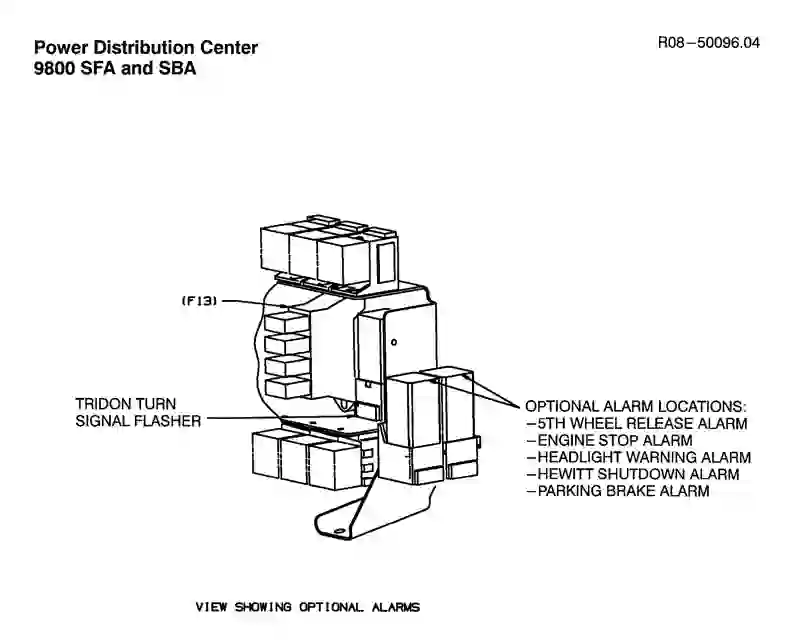 Power Distribution Center
9800 SFA and SBA
R08-50096.04
(F13)
TRIDON TURN
SIGNAL FLASHER
OPTIONAL ALARM LOCATIONS:
-5TH WHEEL RELEASE ALARM
-ENGINE STOP ALARM
-HEADLIGHT WARNING ALARM
-HEWITT SHUTDOWN ALARM
-PARKING BRAKE ALARM
VIEW SHOWING OPTIONAL ALARMS